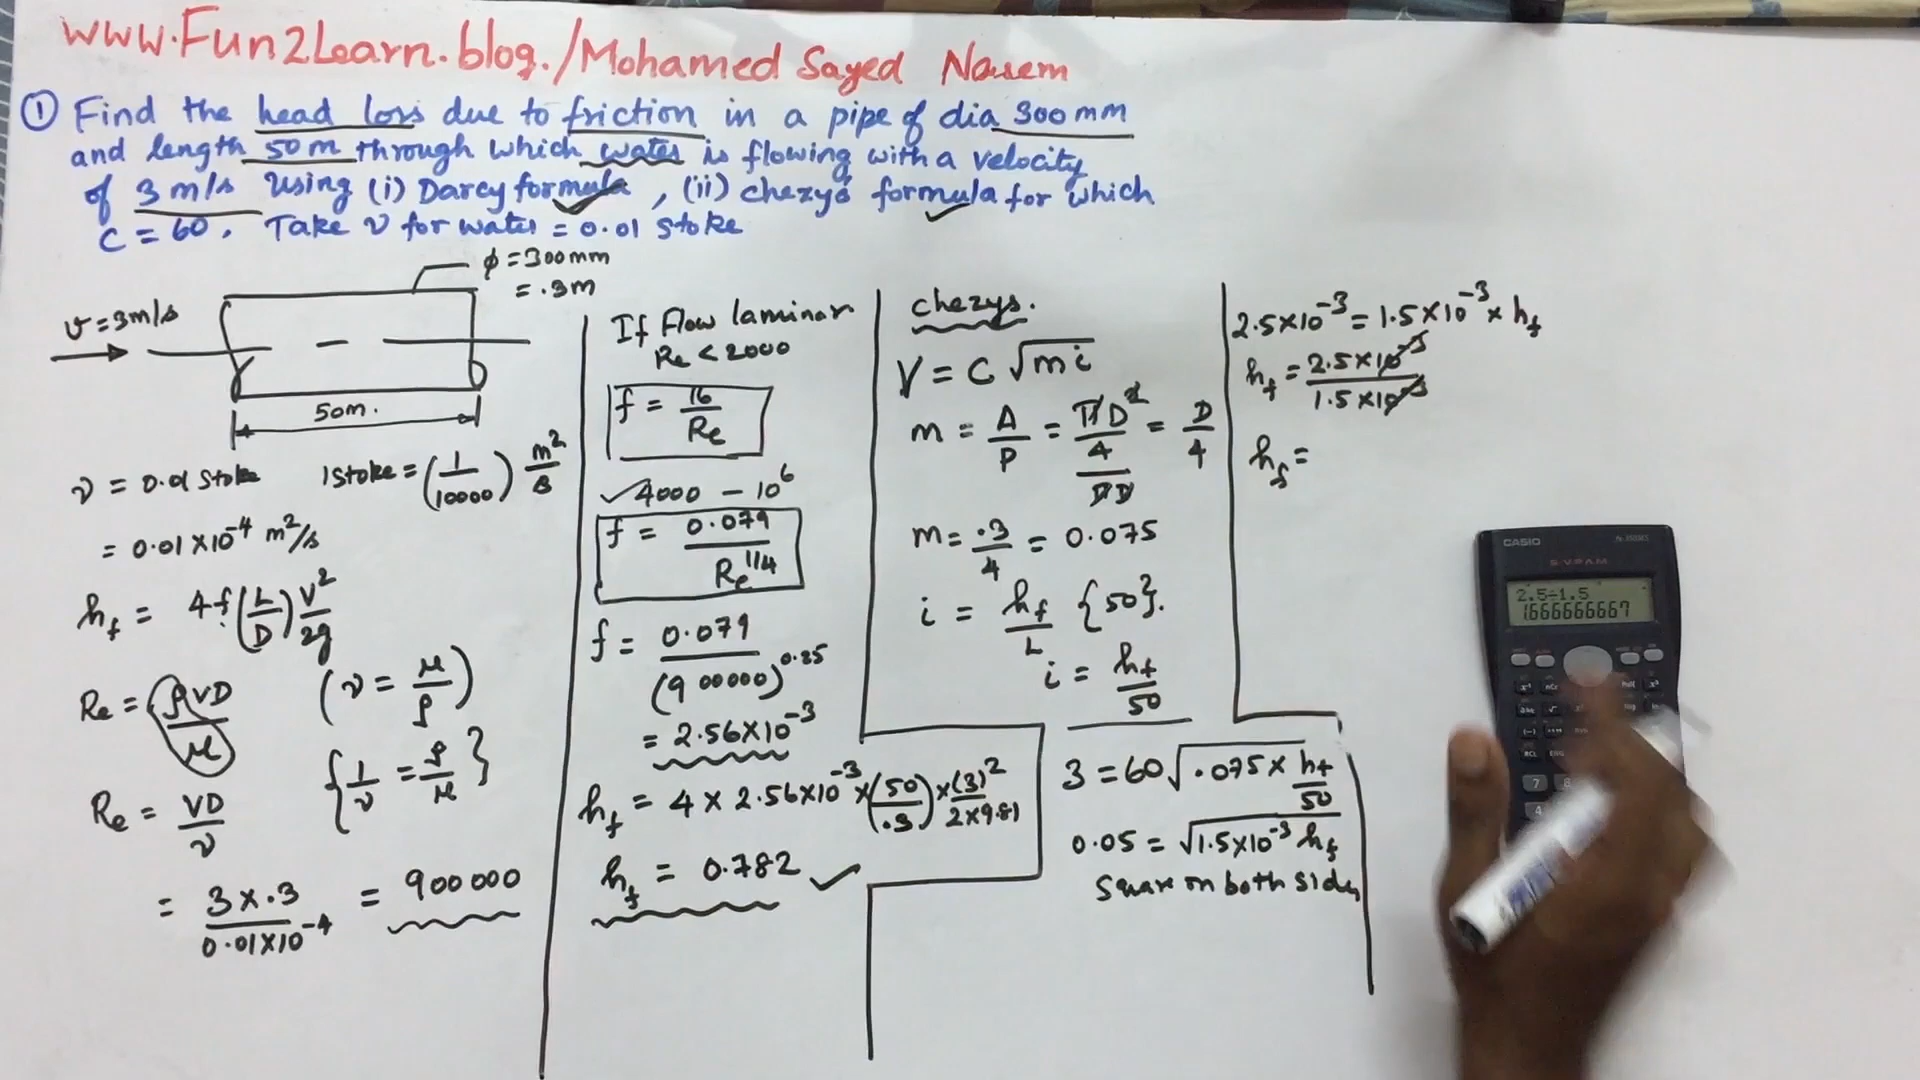 www.Fun2Learn.blog./Mohamed Sayed Nasem
① Find the head loss due to friction in a pipe of dia 300mm
and length 50m through which water is flowing with a velocity
of 3 m/s using (i) Darcy formula, (ii) chezys formula for which
C = 60. Take ν for water = 0.01 stoke
φ = 300mm
= .3m
v = 3m/s
50m.
ν = 0.01 stoke 1 stoke = (1/10000) m²/s
= 0.01 × 10⁻⁴ m²/s
h_f = 4f (L/D) V²/2g
Re = ρVD/μ (ν = μ/ρ)
Re = VD/ν {1/ν = ρ/μ}
= 3 × .3 / 0.01×10⁻⁴ = 900000
If Flow laminar
Re < 2000
f = 16/Re
✓4000 – 10⁶
f = 0.079/Re^1/4
f = 0.079/(900000)^0.25
= 2.56×10⁻³
h_f = 4 × 2.56×10⁻³ × (50/.3) × (3)²/2×9.81
h_f = 0.782 ✓
chezys.
V = C √mi
m = A/P = πD²/4/πD = D/4
m = .3/4 = 0.075
i = h_f/L {50}.
i = h_f/50
3 = 60 √.075 × h_f/50
0.05 = √1.5×10⁻³ h_f
Square on both sides
2.5×10⁻³ = 1.5×10⁻³ × h_f
h_f = 2.5×10⁻³/1.5×10⁻³
h_f =
CASIO
S-V.P.A.M.
2.5÷1.5
1.666666667